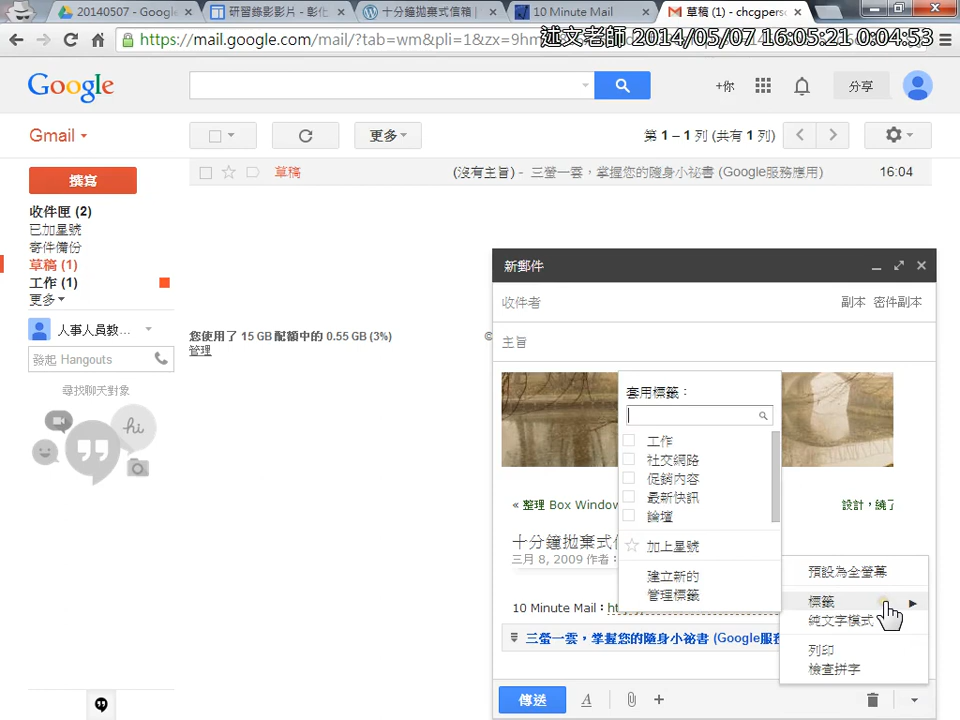 20140507 - Googl
研習錄影影片 - 彰化
十分鐘拋棄式信箱 |
10 Minute Mail
草稿 (1) - chcgpers
https://mail.google.com/mail/?tab=wm&pli=1&zx=9hm
述文老師 2014/05/07 16:05:21 0:04:53
Google
+你
分享
Gmail
更多
第 1 – 1 列 (共有 1 列)
撰寫
草稿
(沒有主旨) - 三螢一雲，掌握您的隨身小祕書 (Google服務應用)
16:04
收件匣 (2)
已加星號
寄件備份
草稿 (1)
工作 (1)
更多
人事人員教...
發起 Hangouts
尋找聊天對象
hi
您使用了 15 GB 配額中的 0.55 GB (3%)
管理
©
新郵件
收件者
副本 密件副本
主旨
套用標籤：
工作
社交網路
促銷內容
最新快訊
論壇
加上星號
建立新的
管理標籤
« 整理 Box Window
設計，繞了
十分鐘拋棄式信
三月 8, 2009 作者：
10 Minute Mail：ht
三螢一雲，掌握您的隨身小祕書 (Google服務
預設為全螢幕
標籤
純文字模式
列印
檢查拼字
傳送
A